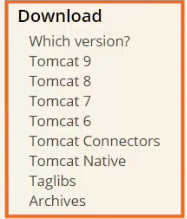 Download
Which version?
Tomcat 9
Tomcat 8
Tomcat 7
Tomcat 6
Tomcat Connectors
Tomcat Native
Taglibs
Archives